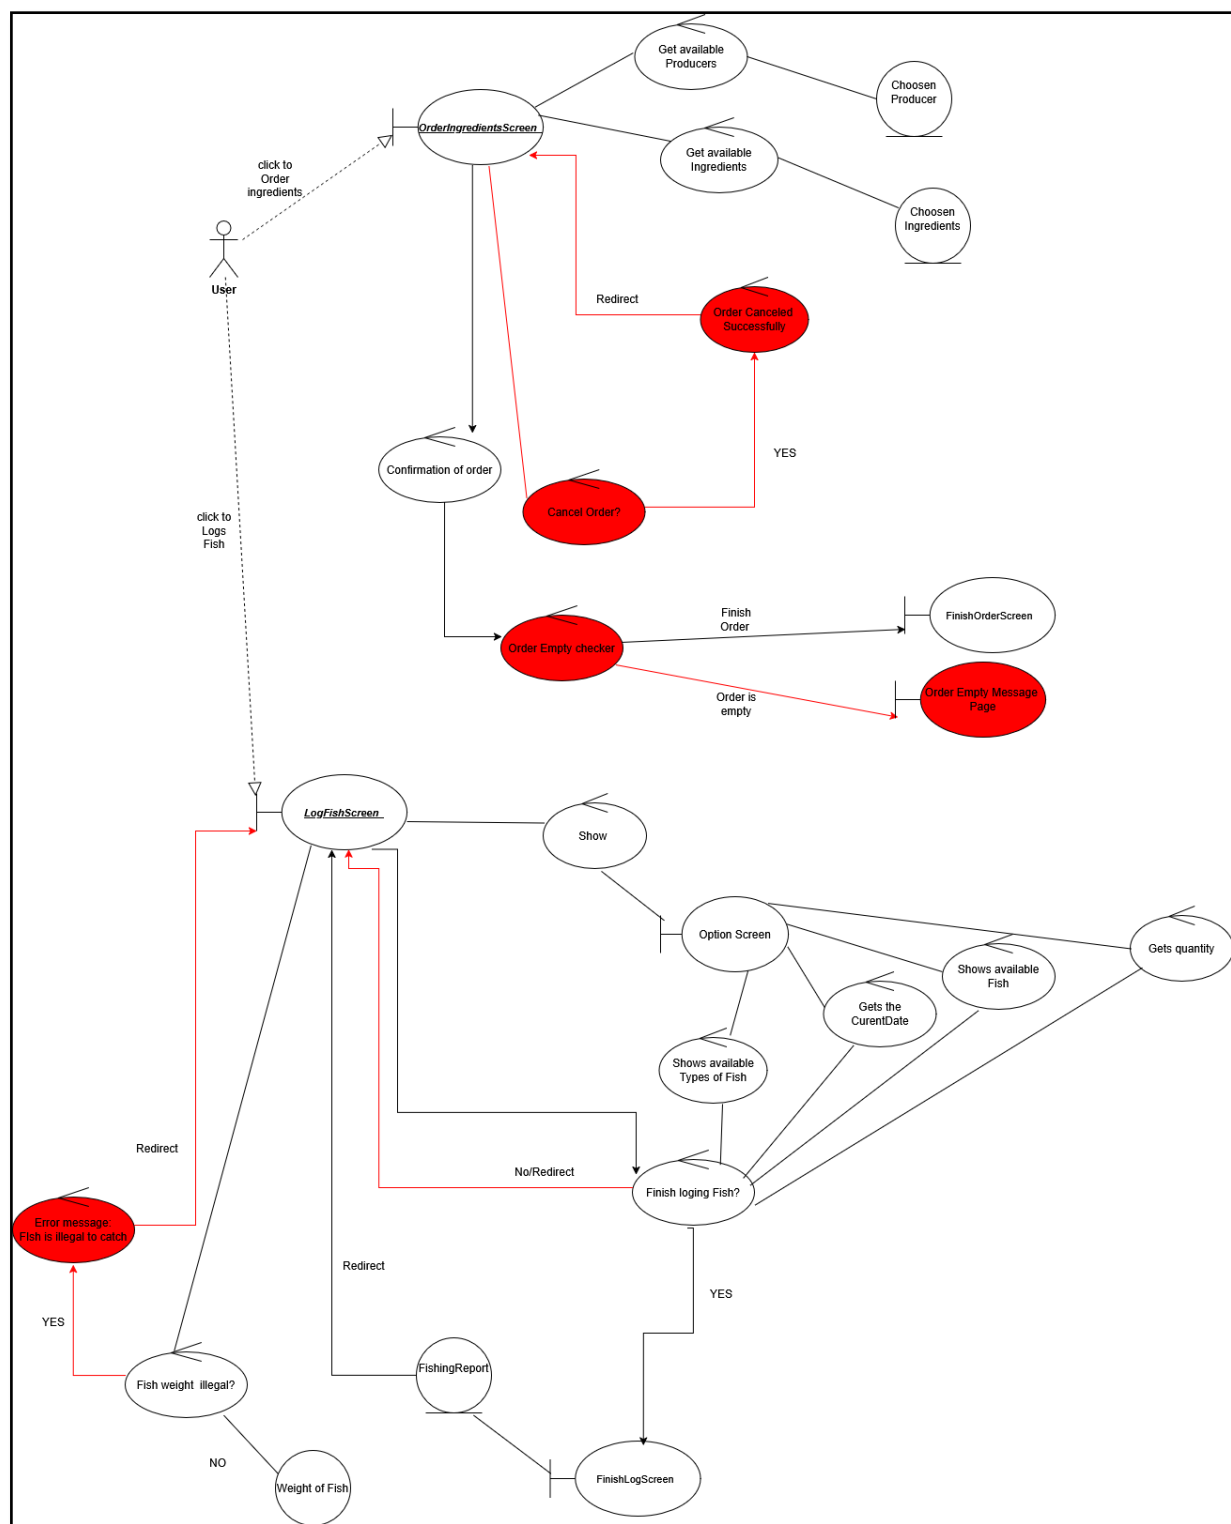 Get available
Producers
Choosen
Producer
OrderIngredientsScreen
Get available
Ingredients
click to
Order
ingredients
Choosen
Ingredients
User
Redirect
Order Canceled
Successfully
YES
Confirmation of order
Cancel Order?
click to
Logs
Fish
Finish
Order
FinishOrderScreen
Order Empty checker
Order is
empty
Order Empty Message
Page
LogFishScreen
Show
Option Screen
Gets quantity
Shows available
Fish
Gets the
CurentDate
Shows available
Types of Fish
Redirect
No/Redirect
Finish loging Fish?
Error message:
Fish is illegal to catch
Redirect
YES
YES
FishingReport
Fish weight illegal?
NO
Weight of Fish
FinishLogScreen